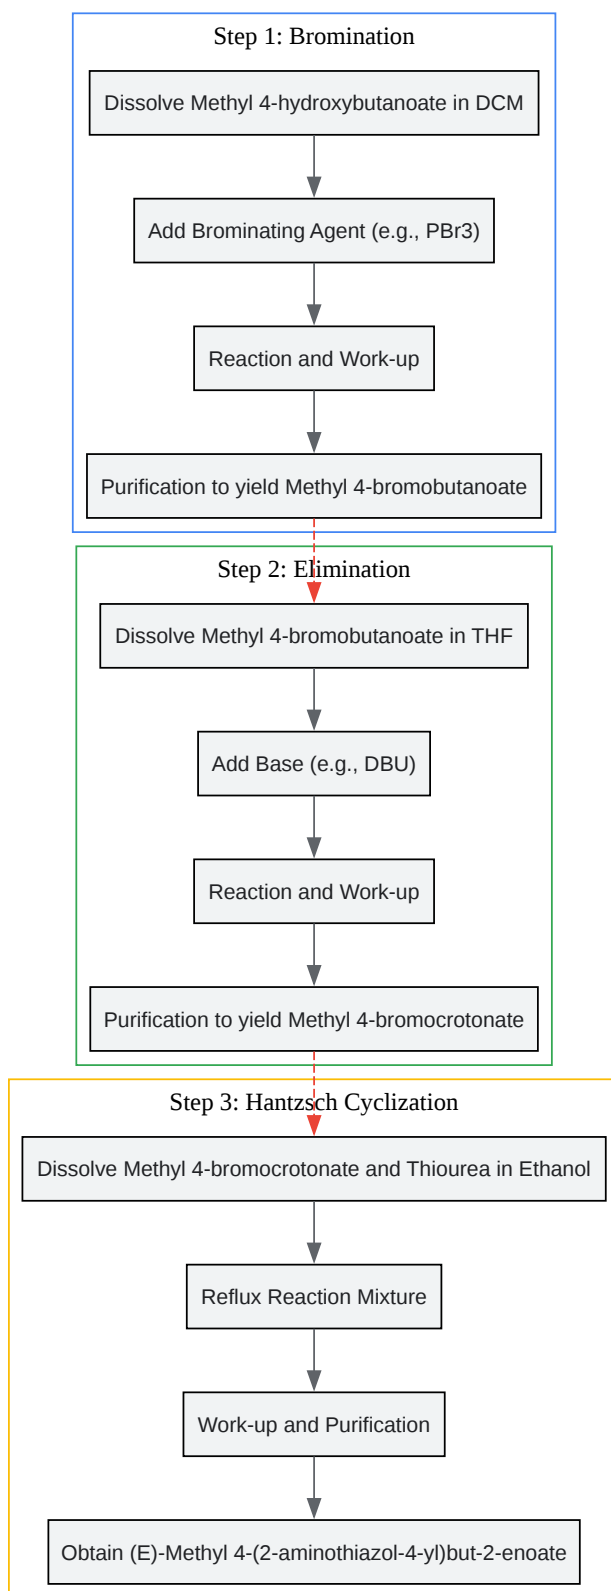 Step 1: Bromination
Dissolve Methyl 4-hydroxybutanoate in DCM
Add Brominating Agent (e.g., PBr3)
Reaction and Work-up
Purification to yield Methyl 4-bromobutanoate
Step 2: Elimination
Dissolve Methyl 4-bromobutanoate in THF
Add Base (e.g., DBU)
Reaction and Work-up
Purification to yield Methyl 4-bromocrotonate
Step 3: Hantzsch Cyclization
Dissolve Methyl 4-bromocrotonate and Thiourea in Ethanol
Reflux Reaction Mixture
Work-up and Purification
Obtain (E)-Methyl 4-(2-aminothiazol-4-yl)but-2-enoate